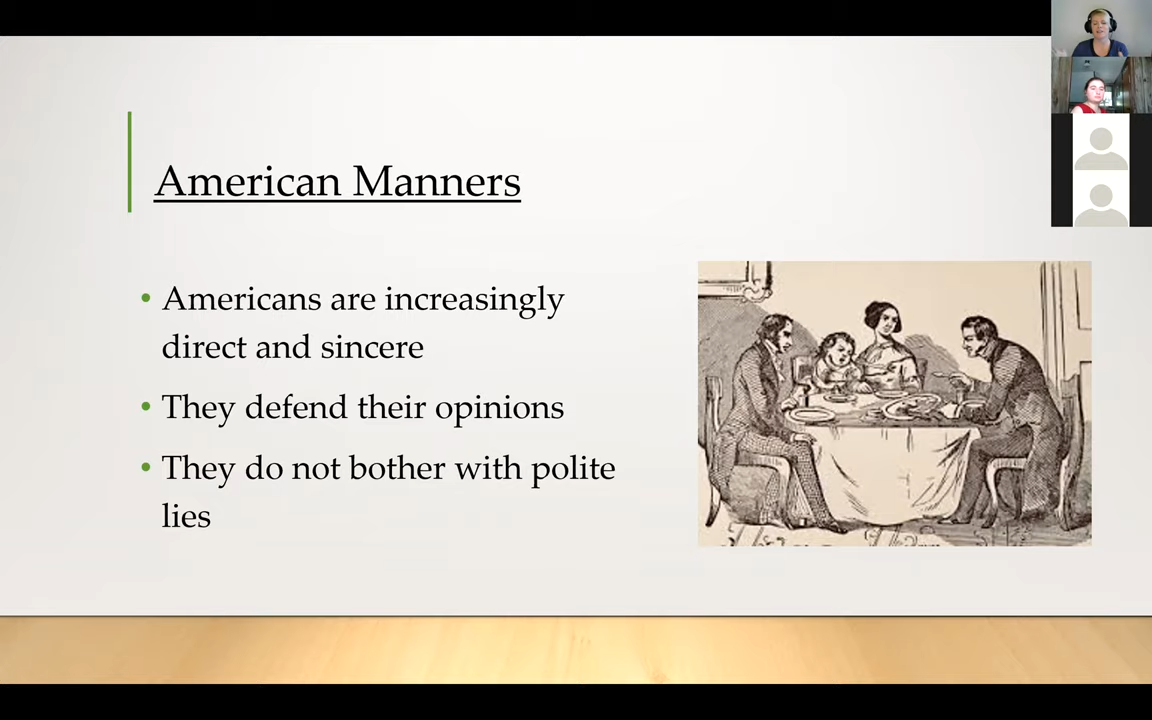 American Manners
• Americans are increasingly
direct and sincere
• They defend their opinions
• They do not bother with polite
lies